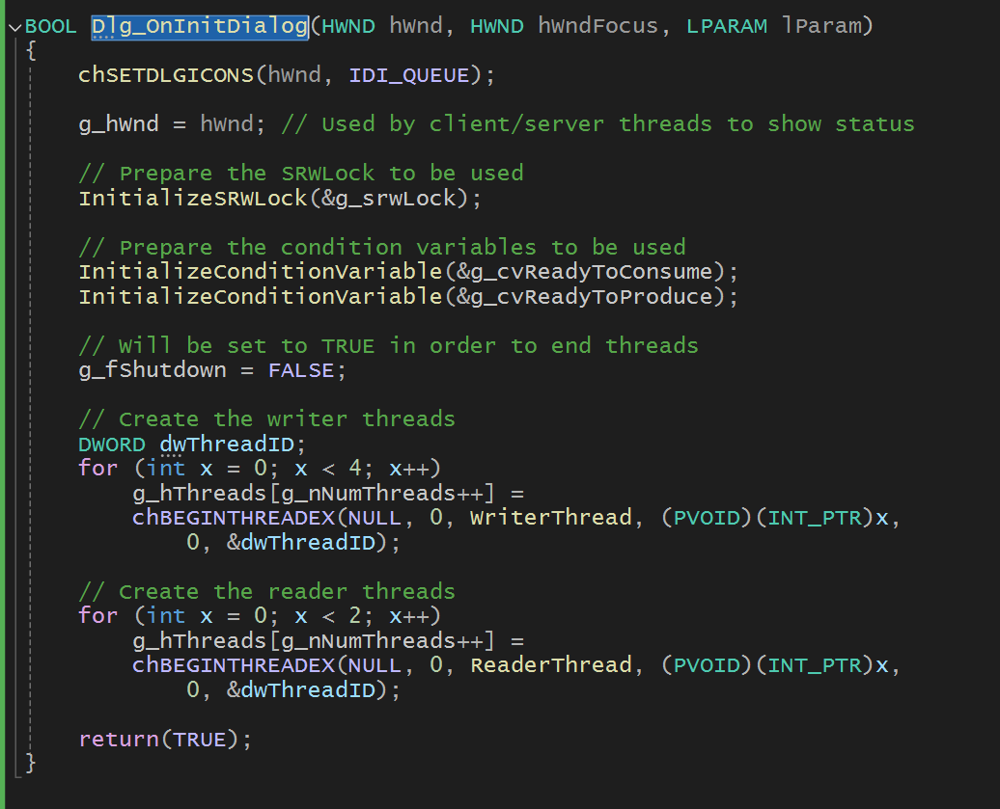 BOOL Dlg_OnInitDialog(HWND hWnd, HWND hWndFocus, LPARAM lParam)
{
    chSETDLGICONS(hWnd, IDI_QUEUE);

    g_hWnd = hWnd; // Used by client/server threads to show status

    // Prepare the SRWLock to be used
    InitializeSRWLock(&g_srwLock);

    // Prepare the condition variables to be used
    InitializeConditionVariable(&g_cvReadyToConsume);
    InitializeConditionVariable(&g_cvReadyToProduce);

    // Will be set to TRUE in order to end threads
    g_fShutdown = FALSE;

    // Create the writer threads
    DWORD dwThreadID;
    for (int x = 0; x < 4; x++)
        g_hThreads[g_nNumThreads++] =
        chBEGINTHREADEX(NULL, 0, WriterThread, (PVOID)(INT_PTR)x,
            0, &dwThreadID);

    // Create the reader threads
    for (int x = 0; x < 2; x++)
        g_hThreads[g_nNumThreads++] =
        chBEGINTHREADEX(NULL, 0, ReaderThread, (PVOID)(INT_PTR)x,
            0, &dwThreadID);

    return(TRUE);
}